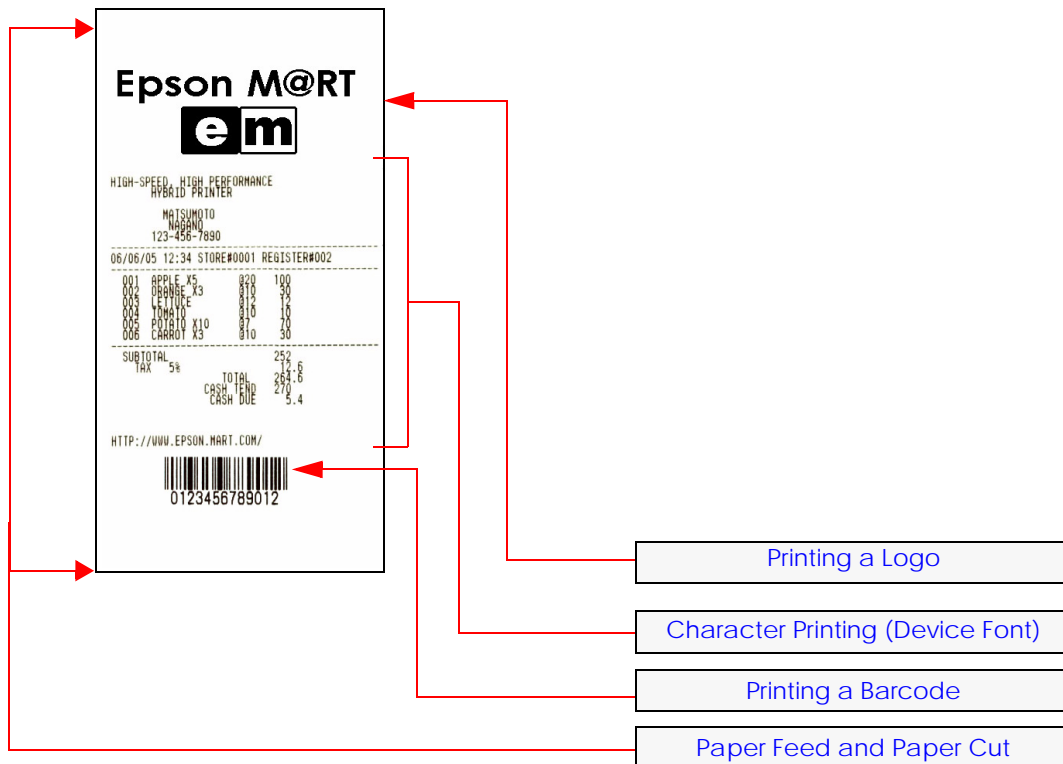 Epson M@RT
em
HIGH-SPEED, HIGH PERFORMANCE
HYBRID PRINTER
MATSUMOTO
NAGANO
123-456-7890
06/06/05 12:34 STORE#0001 REGISTER#002
001 APPLE X5 @20 100
002 ORANGE X3 @10 30
003 LETTUCE @12 12
004 TOMATO @10 10
005 POTATO X10 @7 70
006 CARROT X3 @10 30
SUBTOTAL 252
TAX 5% 12.6
TOTAL 264.6
CASH TEND 270
CASH DUE 5.4
HTTP://WWW.EPSON.MART.COM/
0123456789012
Printing a Logo
Character Printing (Device Font)
Printing a Barcode
Paper Feed and Paper Cut